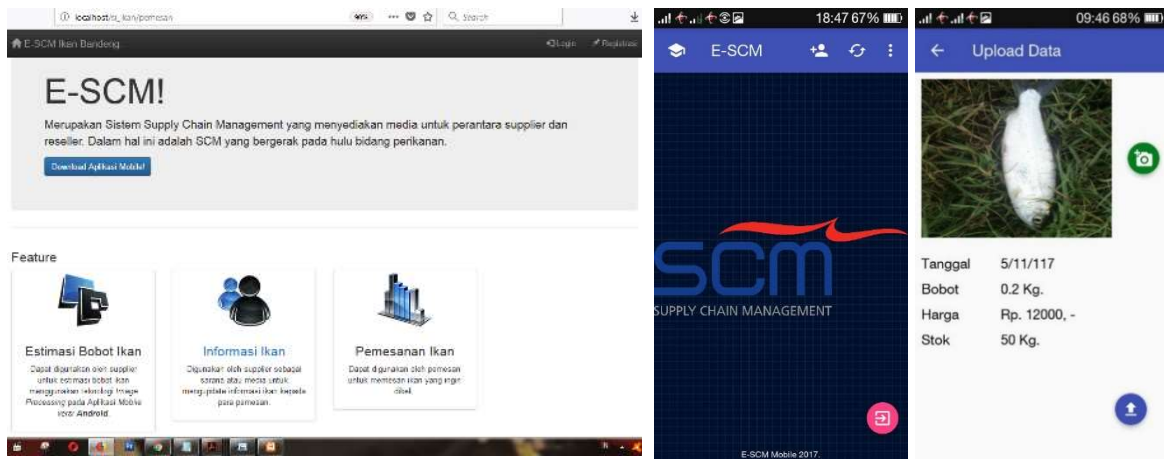 localhost/ci_ikan/pemesan
90%
Search
E-SCM Ikan Bandeng
Login
Registrasi
E-SCM!
Merupakan Sistem Supply Chain Management yang menyediakan media untuk perantara supplier dan
reseller. Dalam hal ini adalah SCM yang bergerak pada hulu bidang perikanan.
Download Aplikasi Mobile!
Feature
Estimasi Bobot Ikan
Dapat digunakan oleh supplier
untuk estimasi bobot ikan
menggunakan teknologi Image
Processing pada Aplikasi Mobile
versi Android.
Informasi Ikan
Digunakan oleh supplier sebagai
sarana atau media untuk
mengupdate informasi ikan kepada
para pemesan.
Pemesanan Ikan
Dapat digunakan oleh pemesan
untuk memesan ikan yang ingin
dibeli.
18:47 67%
E-SCM
SCM
SUPPLY CHAIN MANAGEMENT
E-SCM Mobile 2017.
09:46 68%
Upload Data
Tanggal 5/11/117
Bobot 0.2 Kg.
Harga Rp. 12000, -
Stok 50 Kg.